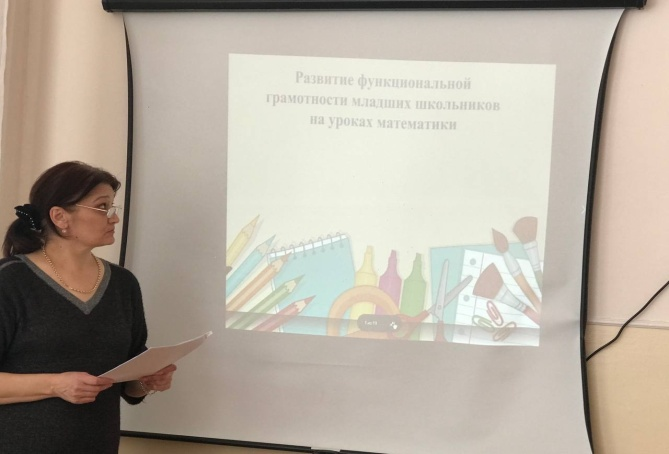 Развитие функциональной
грамотности младших школьников
на уроках математики